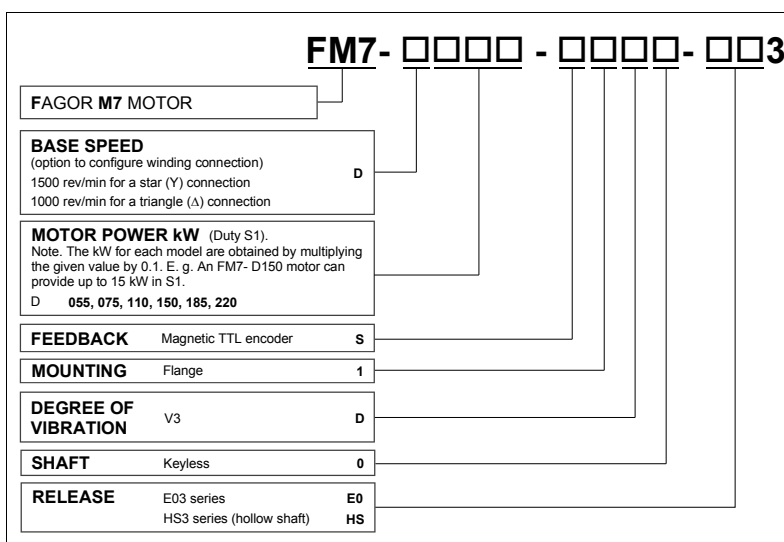 FM7- □□□□ - □□□□- □□3
FAGOR M7 MOTOR
BASE SPEED
(option to configure winding connection)
1500 rev/min for a star (Y) connection
1000 rev/min for a triangle (Δ) connection
D
MOTOR POWER kW (Duty S1).
Note. The kW for each model are obtained by multiplying
the given value by 0.1. E. g. An FM7- D150 motor can
provide up to 15 kW in S1.
D 055, 075, 110, 150, 185, 220
FEEDBACK Magnetic TTL encoder S
MOUNTING Flange 1
DEGREE OF
VIBRATION V3 D
SHAFT Keyless 0
RELEASE E03 series E0
HS3 series (hollow shaft) HS